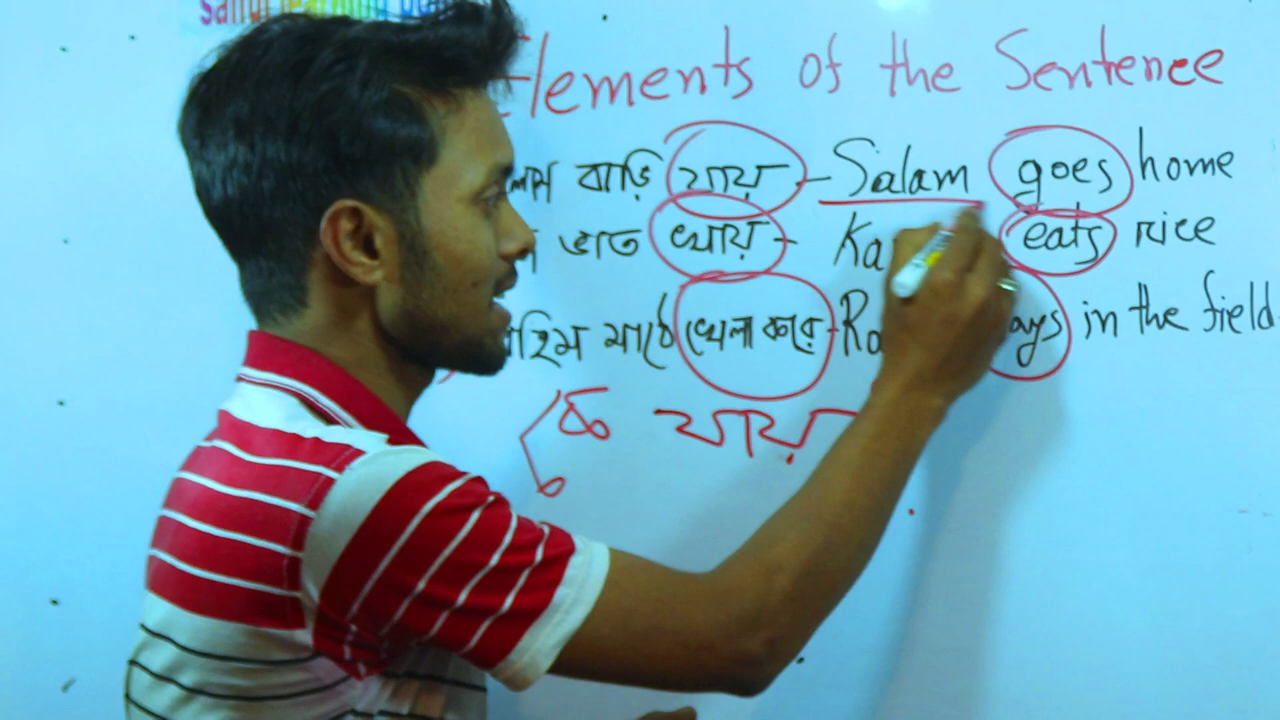 Elements of the Sentence
বাড়ি যায় - Salam goes home
ভাত খায় - eats rice
মাঠে খেলা করে - in the field.
কে যায়